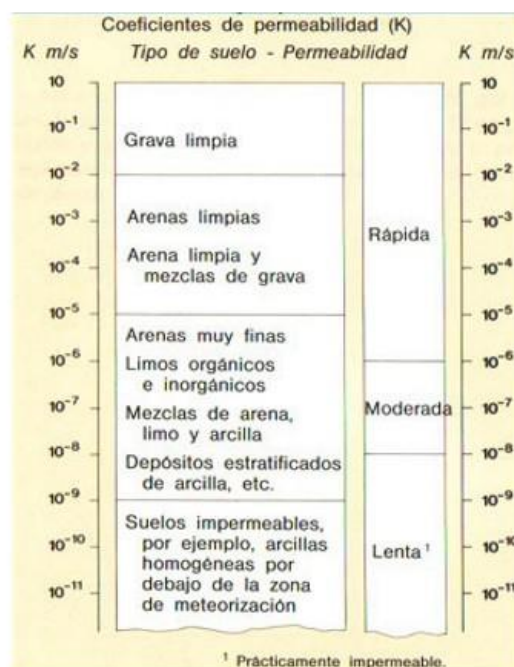 Coeficientes de permeabilidad (K)
K m/s Tipo de suelo - Permeabilidad K m/s
10 10
10⁻¹ 10⁻¹
Grava limpia
10⁻² 10⁻²
Arenas limpias
10⁻³ Rápida 10⁻³
Arena limpia y
mezclas de grava
10⁻⁴ 10⁻⁴
10⁻⁵ 10⁻⁵
Arenas muy finas
10⁻⁶ 10⁻⁶
Limos orgánicos
e inorgánicos
10⁻⁷ Moderada 10⁻⁷
Mezclas de arena,
limo y arcilla
10⁻⁸ 10⁻⁸
Depósitos estratificados
de arcilla, etc.
10⁻⁹ 10⁻⁹
Suelos impermeables,
por ejemplo, arcillas
10⁻¹⁰ Lenta ¹ 10⁻¹⁰
homogéneas por
debajo de la zona
10⁻¹¹ 10⁻¹¹
de meteorización
¹ Prácticamente impermeable.